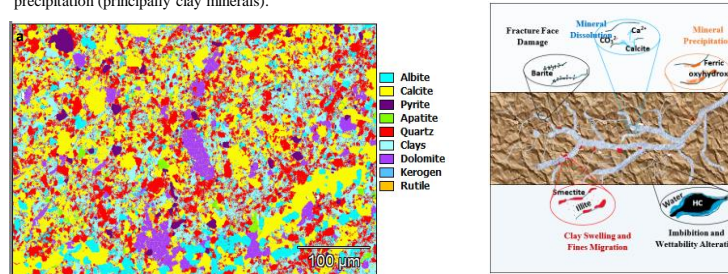 precipitation (principally clay minerals).
a
Albite
Calcite
Pyrite
Apatite
Quartz
Clays
Dolomite
Kerogen
Rutile
100 µm
Fracture Face
Damage
Barite
Mineral
Dissolution
CO₃²⁻
Ca²⁺
Calcite
Mineral
Precipitatio
Ferric
oxyhydrox
Smectite
Illite
Clay Swelling and
Fines Migration
Water
HC
Imbibition and
Wettability Alterati